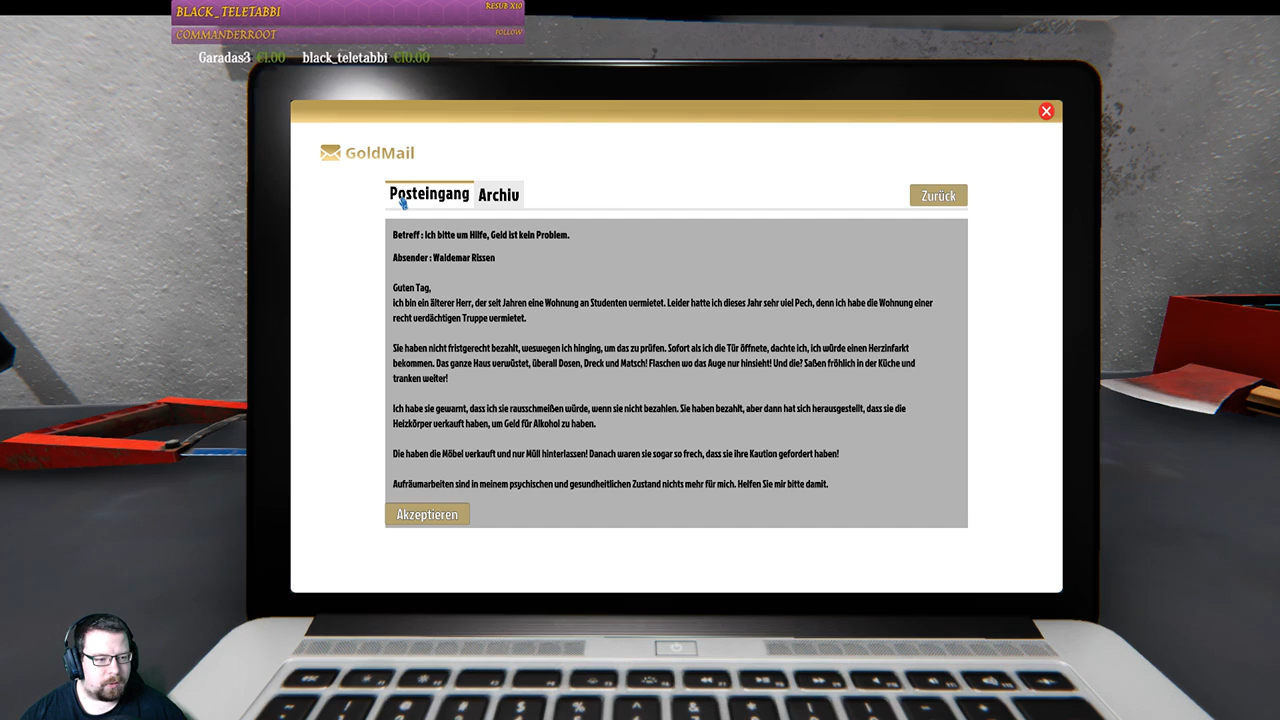 BLACK_TELETABBI RESUB X10
COMMANDERROOT FOLLOW
Garadas3 €1.00 black_teletabbi €10.00
GoldMail
Posteingang Archiv Zurück
Betreff : Ich bitte um Hilfe, Geld ist kein Problem.
Absender : Waldemar Rissen
Guten Tag,
ich bin ein älterer Herr, der seit Jahren eine Wohnung an Studenten vermietet. Leider hatte ich dieses Jahr sehr viel Pech, denn ich habe die Wohnung einer
recht verdächtigen Truppe vermietet.
Sie haben nicht fristgerecht bezahlt, weswegen ich hinging, um das zu prüfen. Sofort als ich die Tür öffnete, dachte ich, ich würde einen Herzinfarkt
bekommen. Das ganze Haus verwüstet, überall Dosen, Dreck und Matsch! Flaschen wo das Auge nur hinsieht! Und die? Saßen fröhlich in der Küche und
tranken weiter!
Ich habe sie gewarnt, dass ich sie rausschmeißen würde, wenn sie nicht bezahlen. Sie haben bezahlt, aber dann hat sich herausgestellt, dass sie die
Heizkörper verkauft haben, um Geld für Alkohol zu haben.
Die haben die Möbel verkauft und nur Müll hinterlassen! Danach waren sie sogar so frech, dass sie ihre Kaution gefordert haben!
Aufräumarbeiten sind in meinem psychischen und gesundheitlichen Zustand nichts mehr für mich. Helfen Sie mir bitte damit.
Akzeptieren